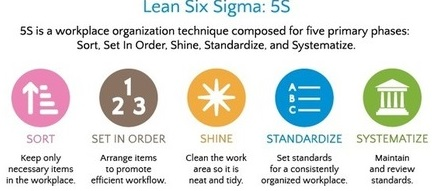 Lean Six Sigma: 5S
5S is a workplace organization technique composed for five primary phases:
Sort, Set In Order, Shine, Standardize, and Systematize.
1
2 3
A
B
C
SORT
SET IN ORDER
SHINE
STANDARDIZE
SYSTEMATIZE
Keep only
necessary items
in the workplace.
Arrange items
to promote
efficient workflow.
Clean the work
area so it is
neat and tidy.
Set standards
for a consistently
organized workplace.
Maintain
and review
standards.